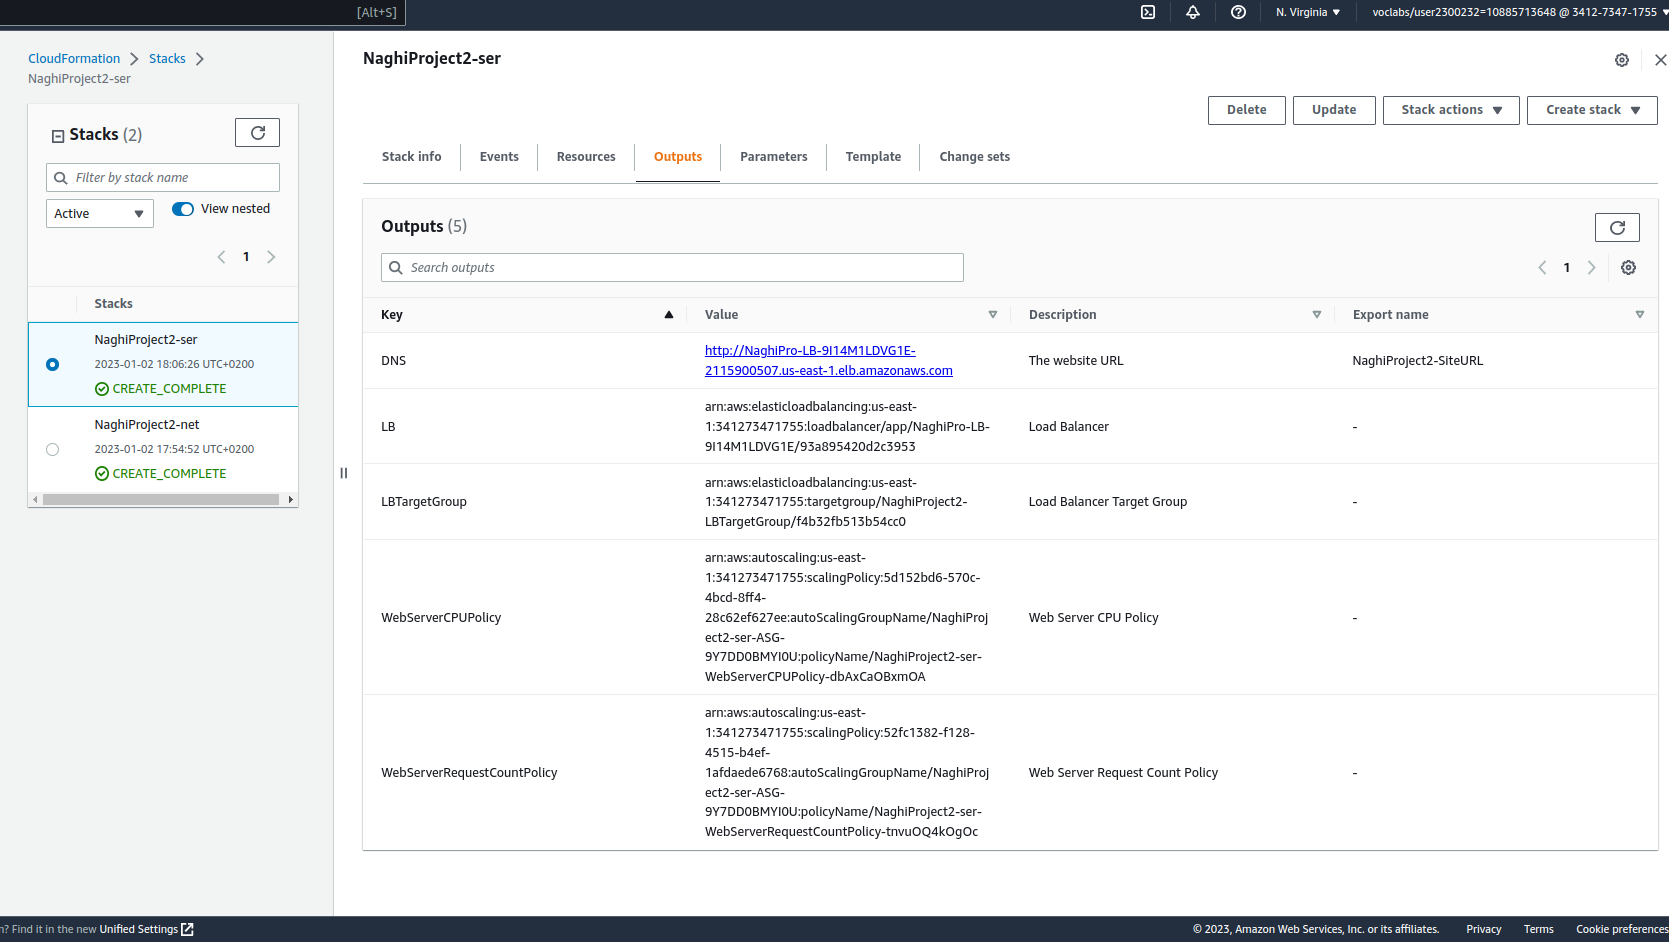 [Alt+S]
N. Virginia
voclabs/user2300232=10885713648 @ 3412-7347-1755
CloudFormation
Stacks
NaghiProject2-ser
Stacks (2)
Filter by stack name
Active
View nested
1
Stacks
NaghiProject2-ser
2023-01-02 18:06:26 UTC+0200
CREATE_COMPLETE
NaghiProject2-net
2023-01-02 17:54:52 UTC+0200
CREATE_COMPLETE
NaghiProject2-ser
Delete
Update
Stack actions
Create stack
Stack info
Events
Resources
Outputs
Parameters
Template
Change sets
Outputs (5)
Search outputs
1
Key
Value
Description
Export name
DNS
http://NaghiPro-LB-9I14M1LDVG1E-
2115900507.us-east-1.elb.amazonaws.com
The website URL
NaghiProject2-SiteURL
LB
arn:aws:elasticloadbalancing:us-east-
1:341273471755:loadbalancer/app/NaghiPro-LB-
9I14M1LDVG1E/93a895420d2c3953
Load Balancer
-
LBTargetGroup
arn:aws:elasticloadbalancing:us-east-
1:341273471755:targetgroup/NaghiProject2-
LBTargetGroup/f4b32fb513b54cc0
Load Balancer Target Group
-
WebServerCPUPolicy
arn:aws:autoscaling:us-east-
1:341273471755:scalingPolicy:5d152bd6-570c-
4bcd-8ff4-
28c62ef627ee:autoScalingGroupName/NaghiProj
ect2-ser-ASG-
9Y7DD0BMYI0U:policyName/NaghiProject2-ser-
WebServerCPUPolicy-dbAxCaOBxmOA
Web Server CPU Policy
-
WebServerRequestCountPolicy
arn:aws:autoscaling:us-east-
1:341273471755:scalingPolicy:52fc1382-f128-
4515-b4ef-
1afdaede6768:autoScalingGroupName/NaghiProj
ect2-ser-ASG-
9Y7DD0BMYI0U:policyName/NaghiProject2-ser-
WebServerRequestCountPolicy-tnvuOQ4kOgOc
Web Server Request Count Policy
-
n? Find it in the new Unified Settings
© 2023, Amazon Web Services, Inc. or its affiliates.
Privacy
Terms
Cookie preferences